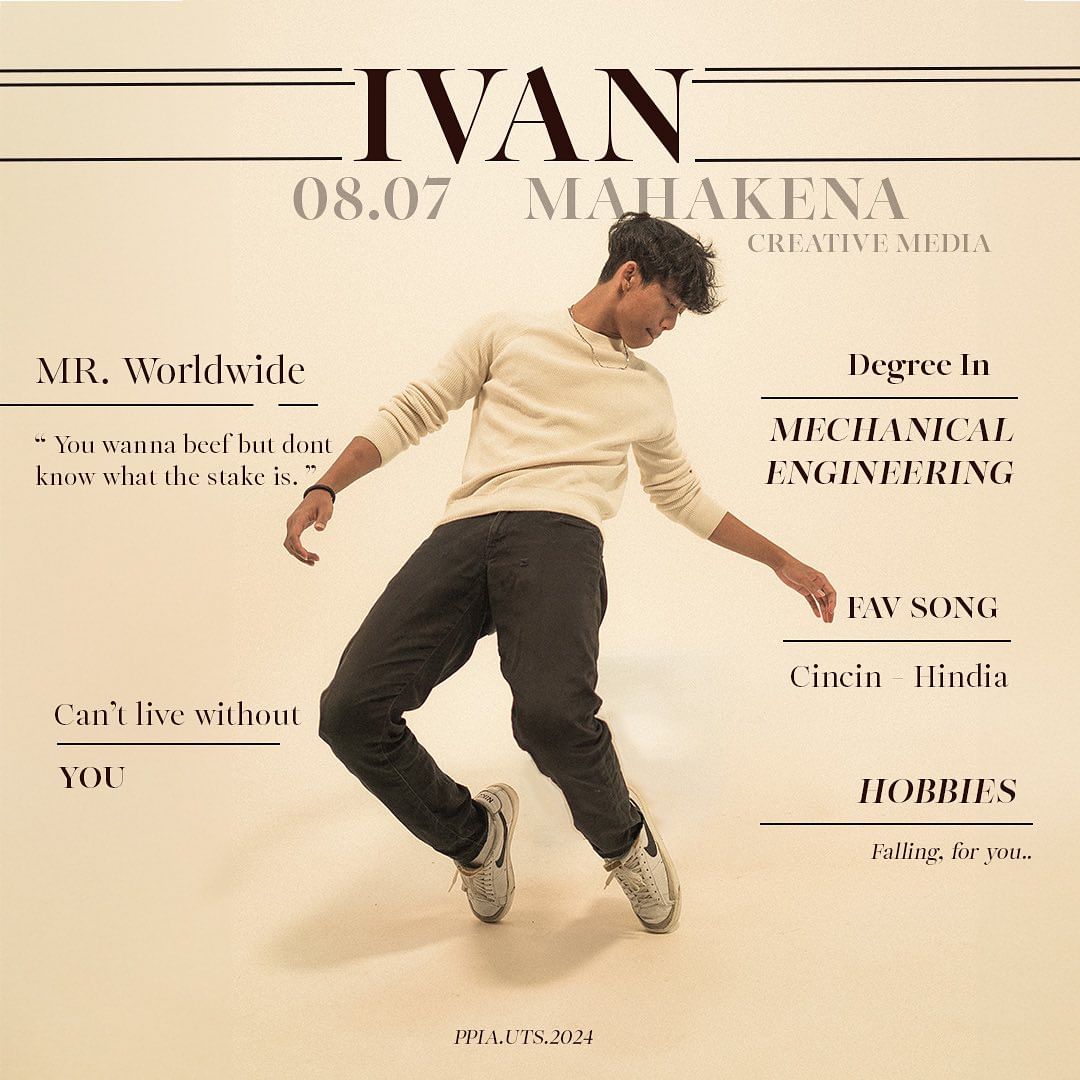 IVAN
08.07 MAHAKENA
CREATIVE MEDIA
MR. Worldwide
“ You wanna beef but dont
know what the stake is. ”
Can’t live without
YOU
Degree In
MECHANICAL
ENGINEERING
FAV SONG
Cincin - Hindia
HOBBIES
Falling, for you..
NIKE
PPIA.UTS.2024